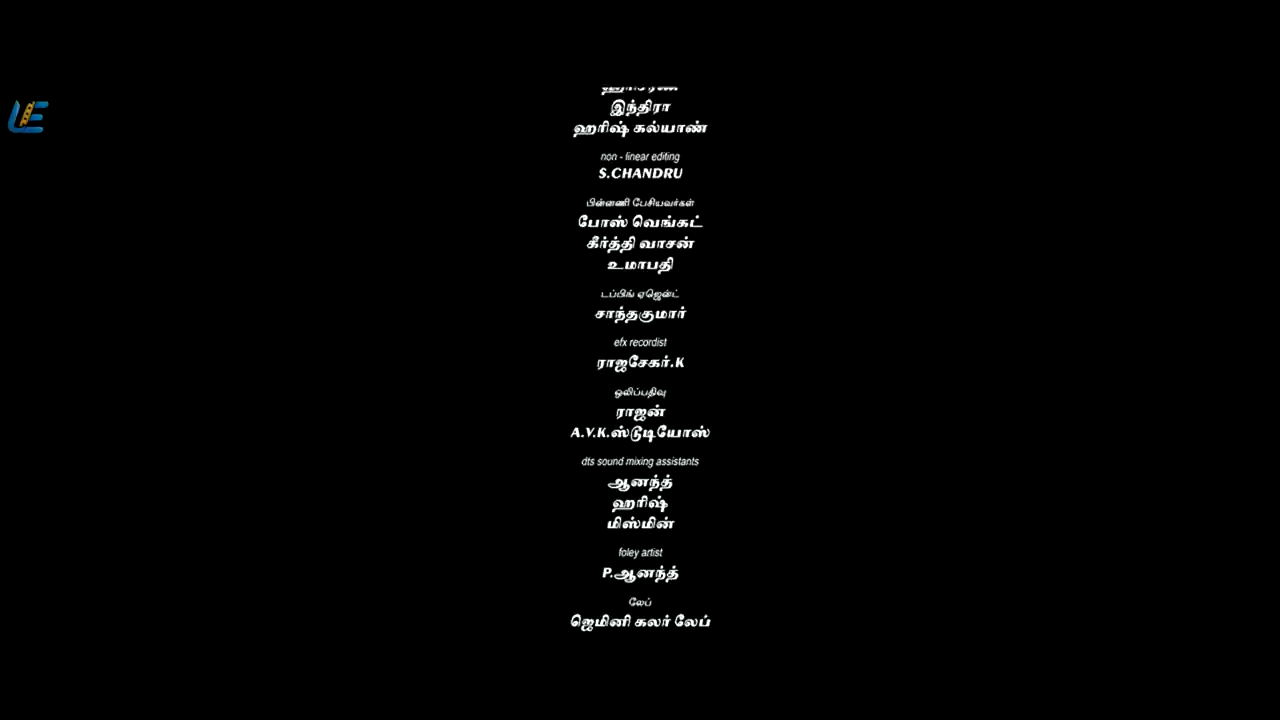 இந்திரா
ஹரிஷ் கல்யாண்
non - linear editing
S.CHANDRU
பின்னணி பேசியவர்கள்
போஸ் வெங்கட்
கீர்த்தி வாசன்
உமாபதி
டப்பிங் ஏஜென்ட்
சாந்தகுமார்
efx recordist
ராஜசேகர்.K
ஒலிப்பதிவு
ராஜன்
A.V.K.ஸ்டூடியோஸ்
dts sound mixing assistants
ஆனந்த்
ஹரிஷ்
மிஸ்மின்
foley artist
P.ஆனந்த்
லேப்
ஜெமினி கலர் லேப்